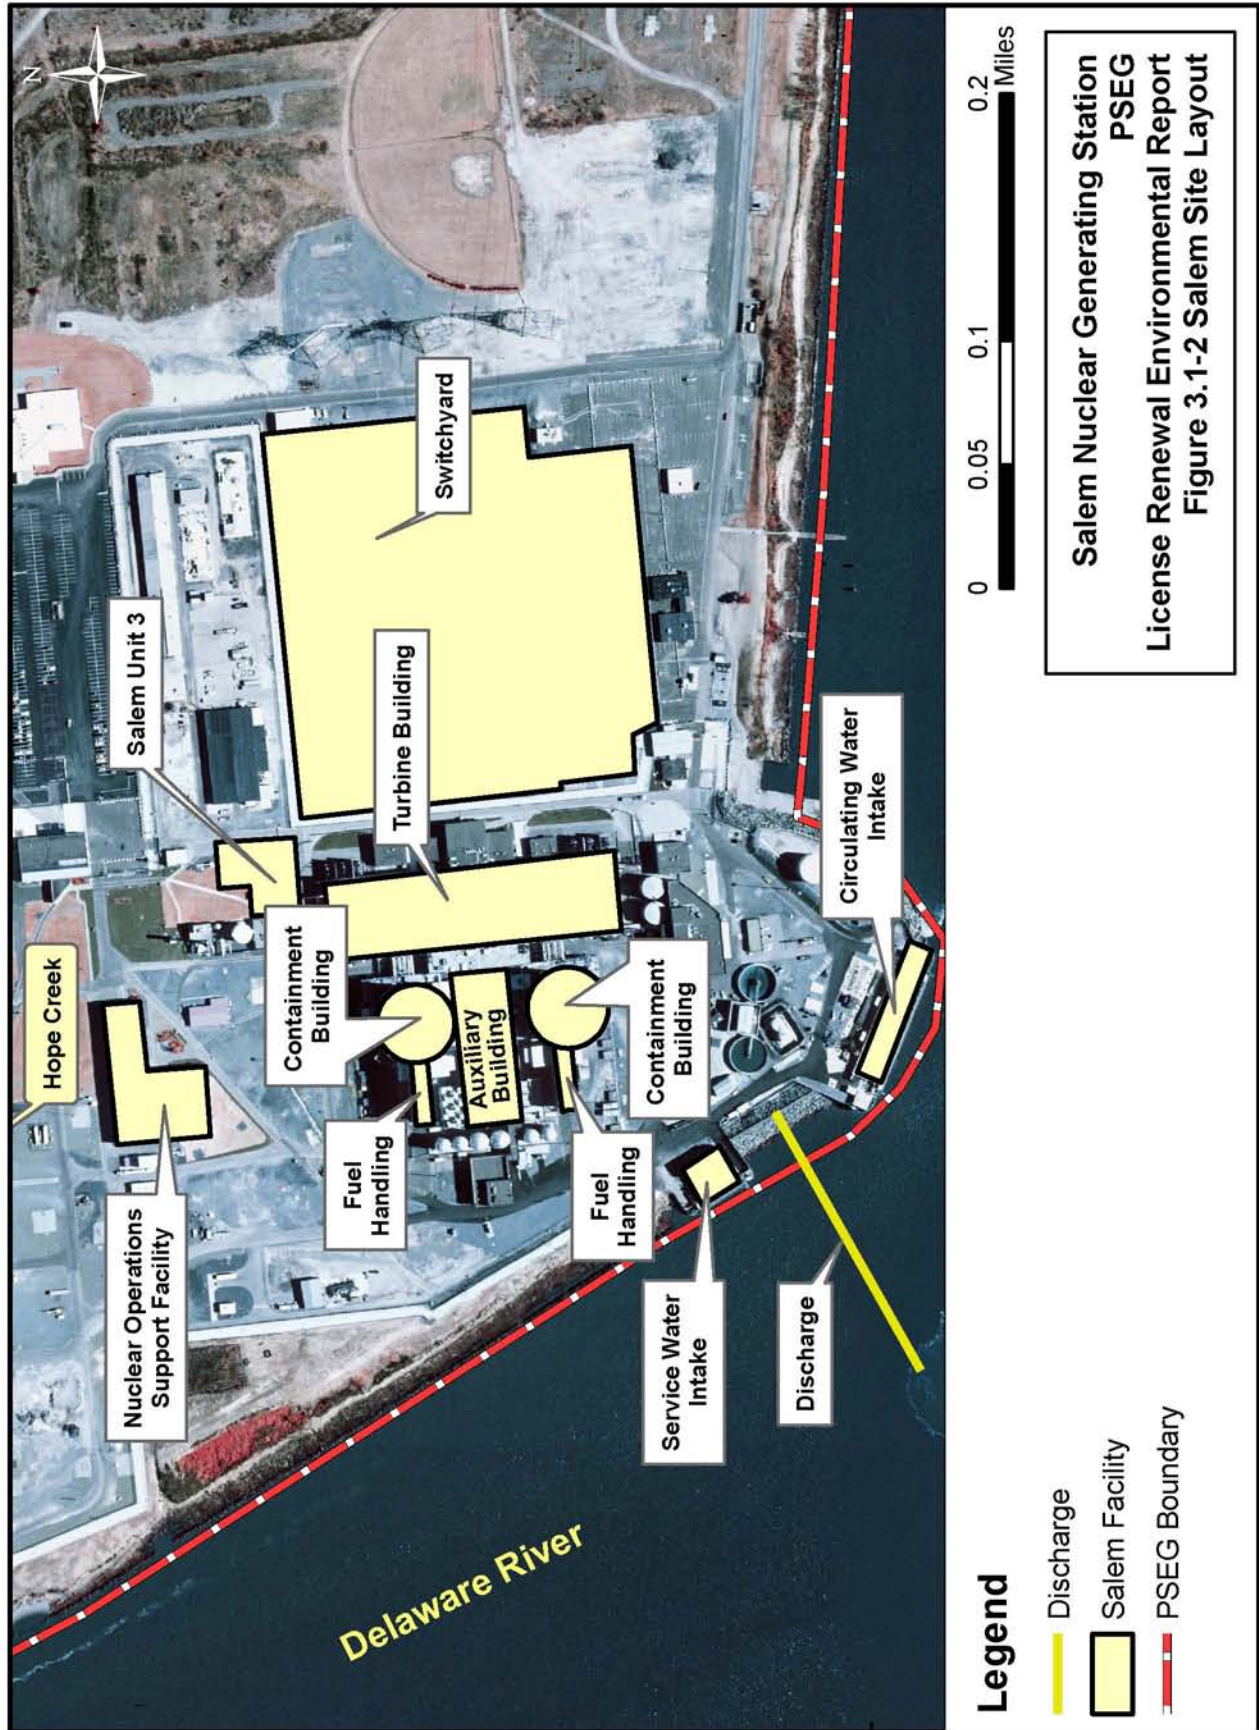 N
Hope Creek
Nuclear Operations
Support Facility
Salem Unit 3
Containment
Building
Switchyard
Turbine Building
Fuel
Handling
Auxiliary
Building
Fuel
Handling
Containment
Building
Service Water
Intake
Circulating Water
Intake
Discharge
Delaware River
Legend
Discharge
Salem Facility
PSEG Boundary
0
0.05
0.1
0.2
Miles
Salem Nuclear Generating Station
PSEG
License Renewal Environmental Report
Figure 3.1-2 Salem Site Layout